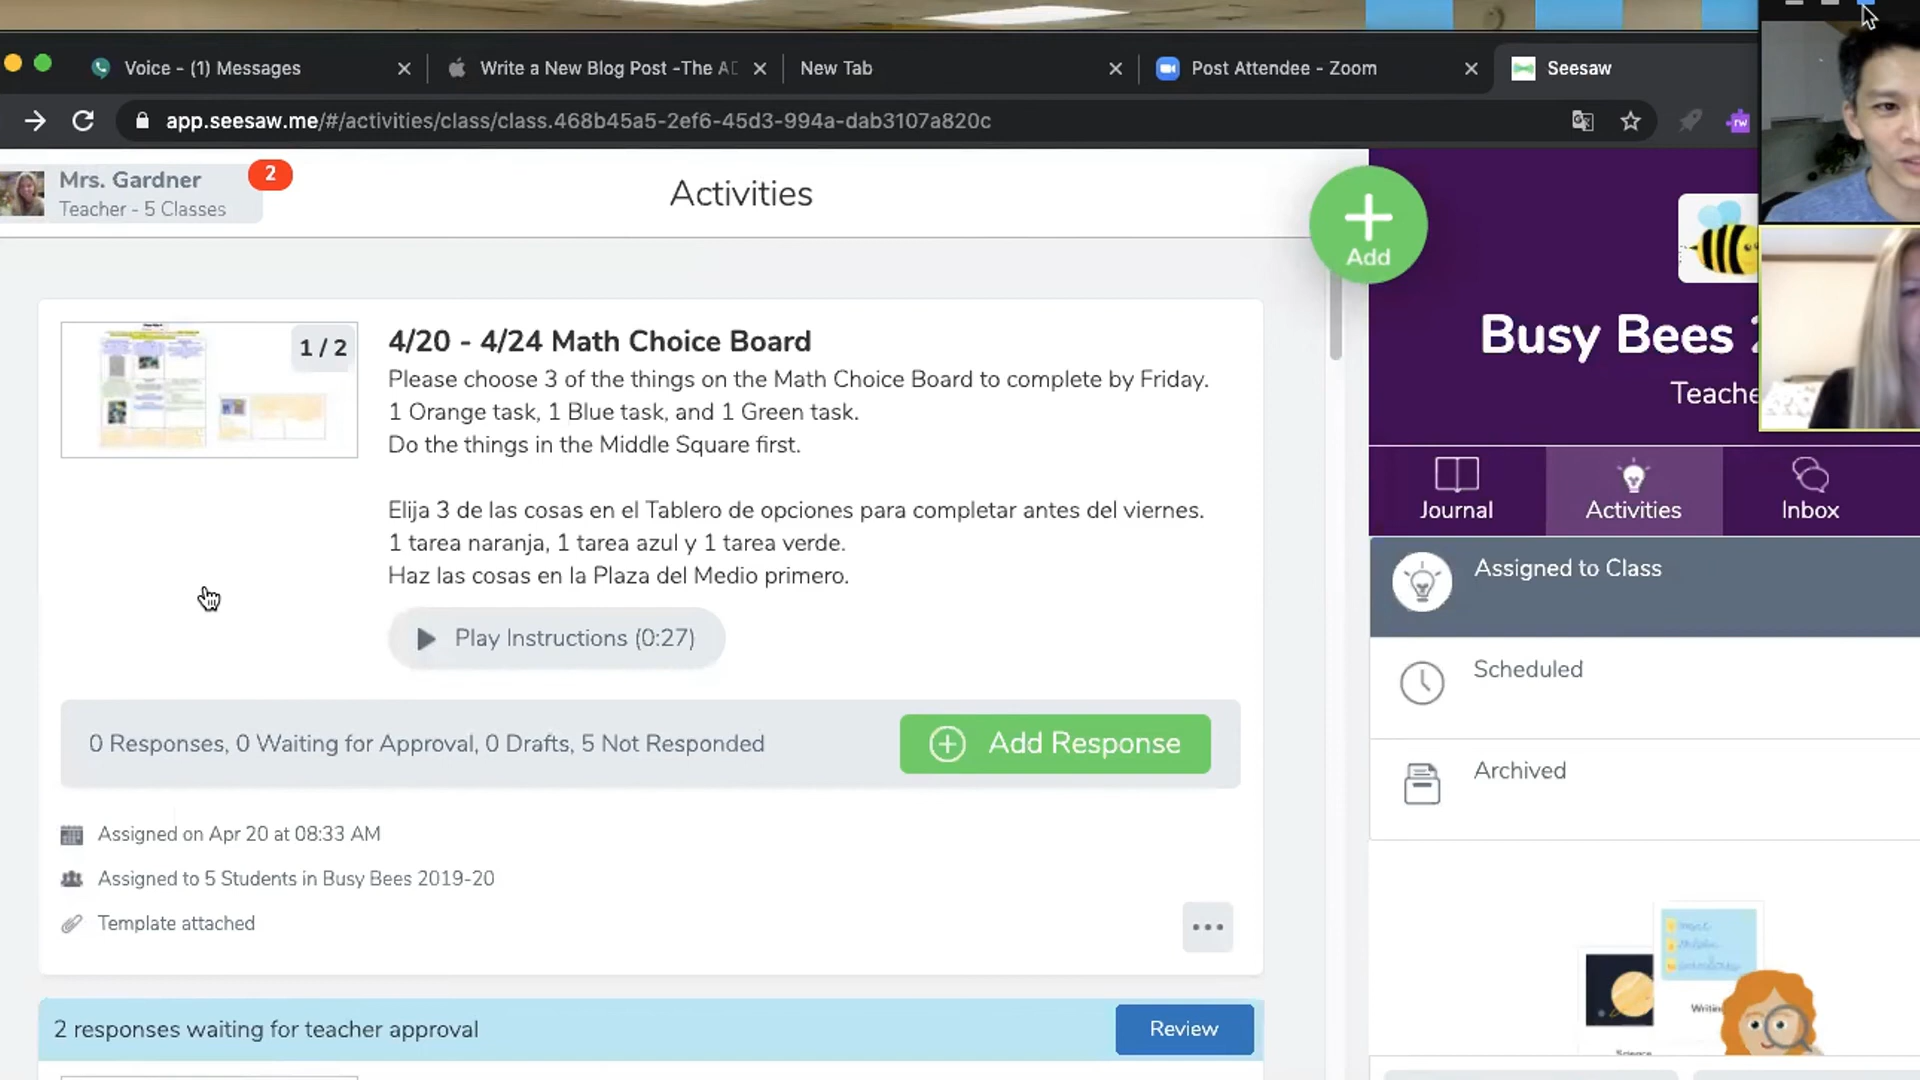 Voice - (1) Messages
Write a New Blog Post -The AD
New Tab
Post Attendee - Zoom
Seesaw
app.seesaw.me/#/activities/class/class.468b45a5-2ef6-45d3-994a-dab3107a820c
rw
Mrs. Gardner
Teacher - 5 Classes
2
Activities
Add
Busy Bees
Teache
Journal
Activities
Inbox
Assigned to Class
Scheduled
Archived
1 / 2
4/20 - 4/24 Math Choice Board
Please choose 3 of the things on the Math Choice Board to complete by Friday.
1 Orange task, 1 Blue task, and 1 Green task.
Do the things in the Middle Square first.
Elija 3 de las cosas en el Tablero de opciones para completar antes del viernes.
1 tarea naranja, 1 tarea azul y 1 tarea verde.
Haz las cosas en la Plaza del Medio primero.
Play Instructions (0:27)
0 Responses, 0 Waiting for Approval, 0 Drafts, 5 Not Responded
Add Response
Assigned on Apr 20 at 08:33 AM
Assigned to 5 Students in Busy Bees 2019-20
Template attached
2 responses waiting for teacher approval
Review